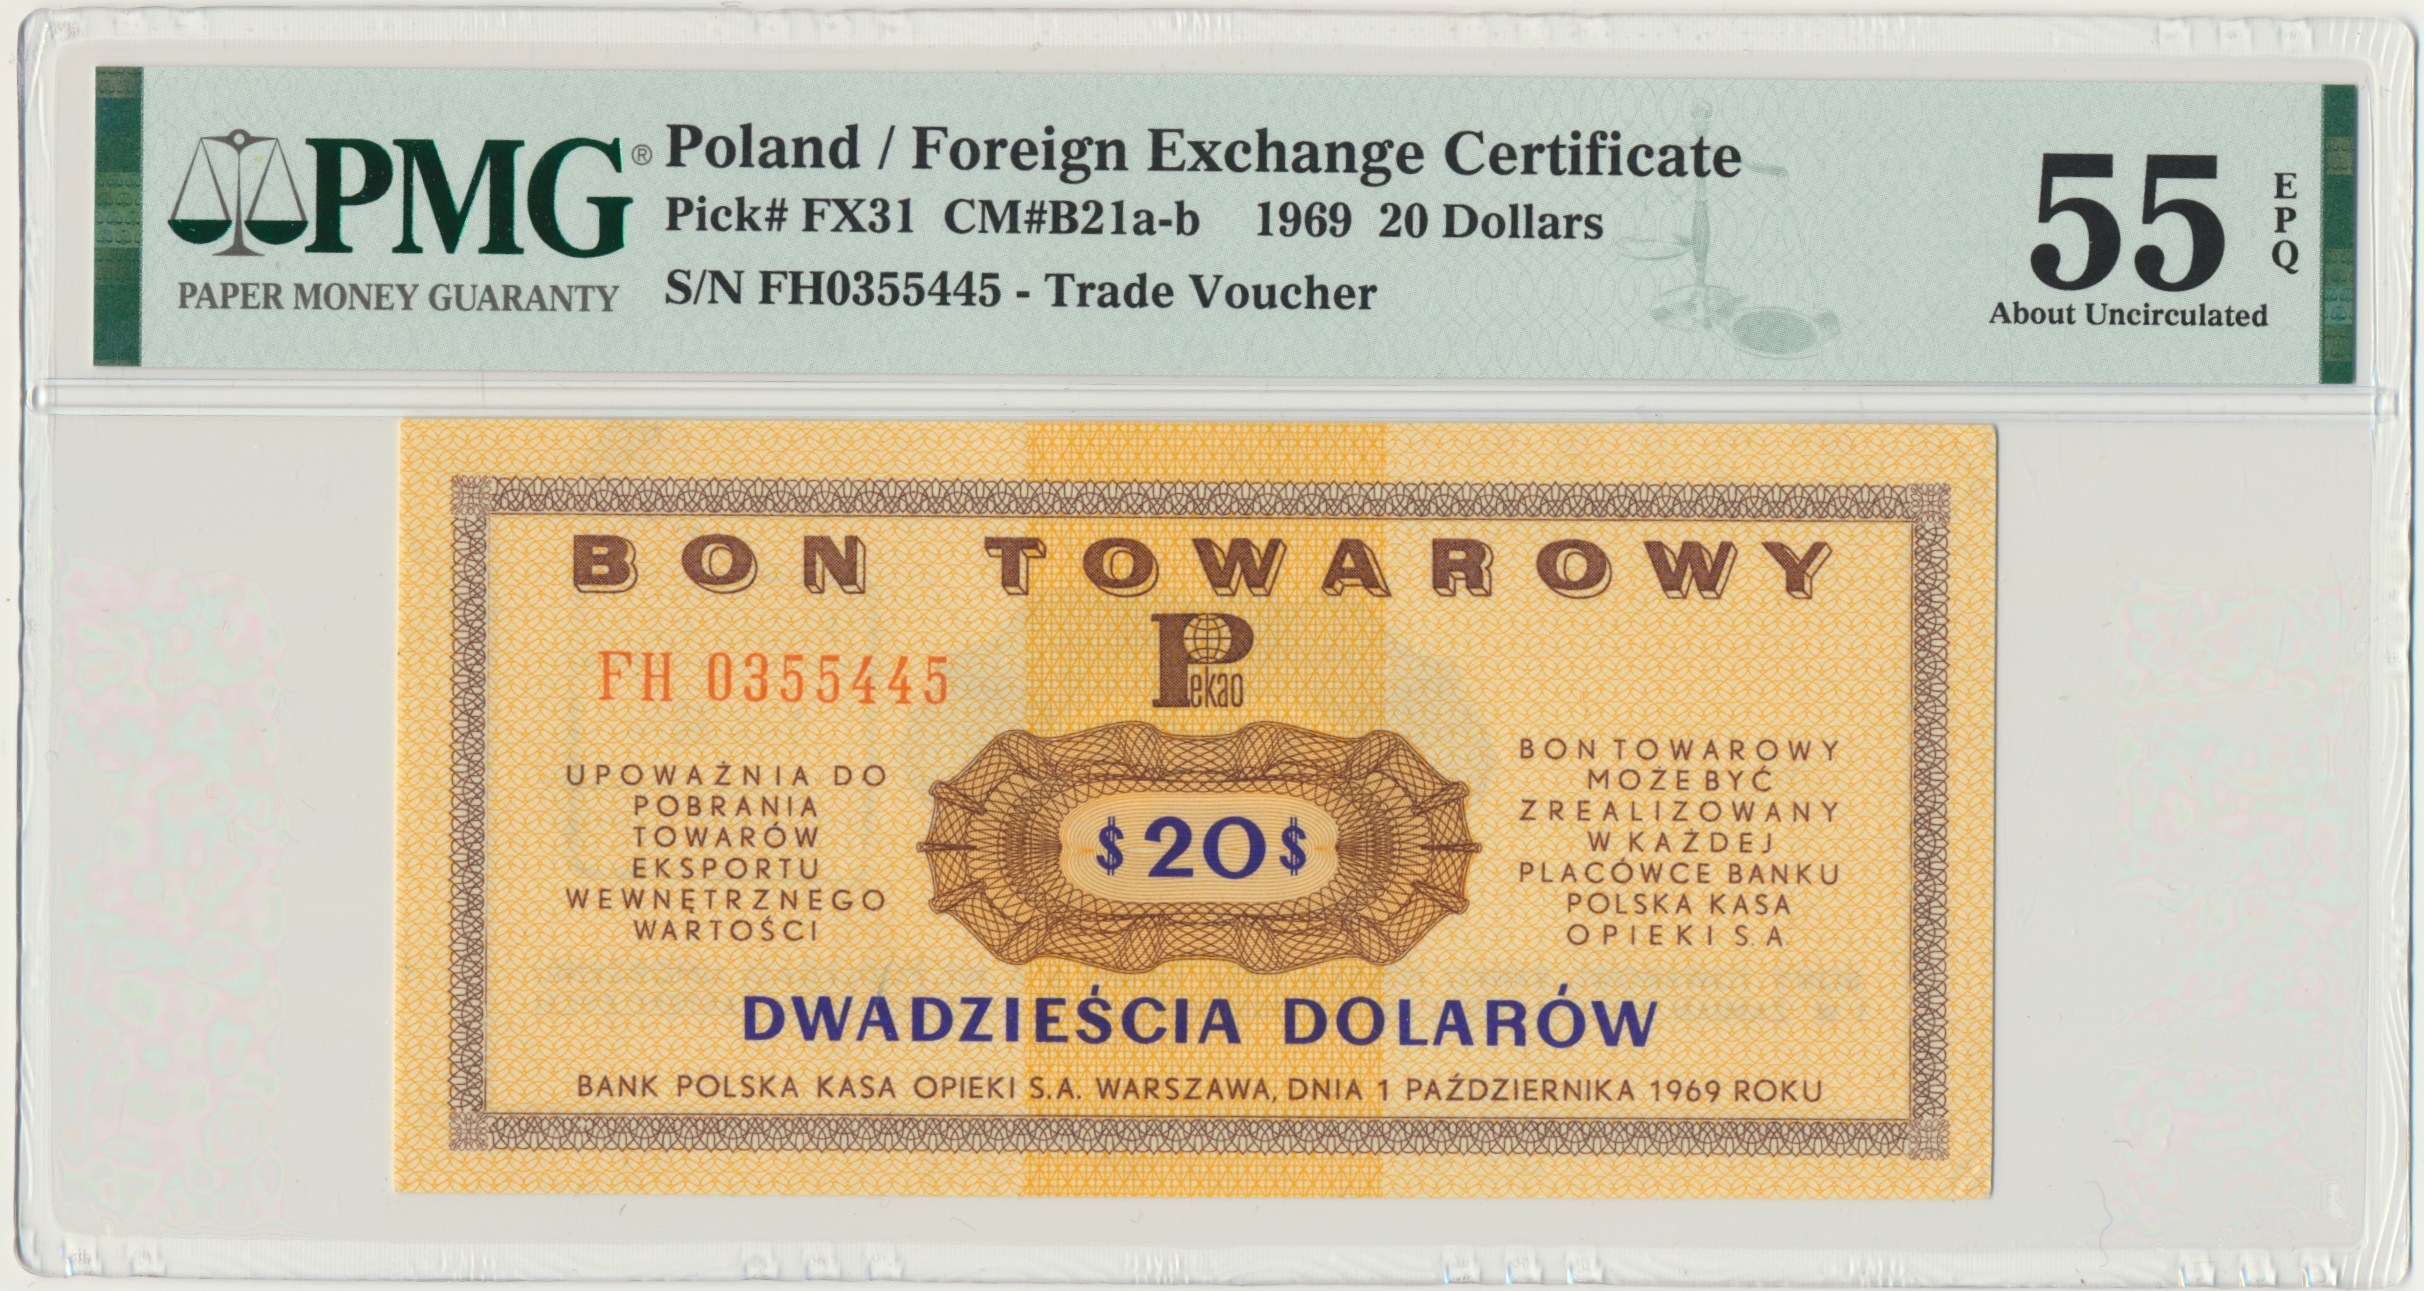 PMG®
PAPER MONEY GUARANTY
Poland / Foreign Exchange Certificate
Pick# FX31 CM#B21a-b 1969 20 Dollars
S/N FH0355445 - Trade Voucher
55
EPQ
About Uncirculated
BON TOWAROWY
Pekao
FH 0355445
UPOWAŻNIA DO
POBRANIA
TOWARÓW
EKSPORTU
WEWNĘTRZNEGO
WARTOŚCI
$20$
BON TOWAROWY
MOŻE BYĆ
ZREALIZOWANY
W KAŻDEJ
PLACÓWCE BANKU
POLSKA KASA
OPIEKI S.A
DWADZIEŚCIA DOLARÓW
BANK POLSKA KASA OPIEKI S.A. WARSZAWA, DNIA 1 PAŹDZIERNIKA 1969 ROKU